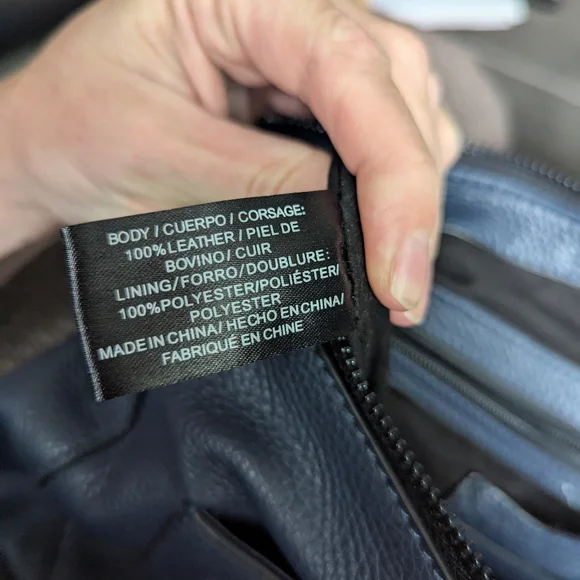 BODY / CUERPO / CORSAGE:
100%LEATHER / PIEL DE
BOVINO / CUIR
LINING / FORRO / DOUBLURE :
100%POLYESTER/POLIÉSTER/
POLYESTER
MADE IN CHINA / HECHO EN CHINA/
FABRIQUÉ EN CHINE